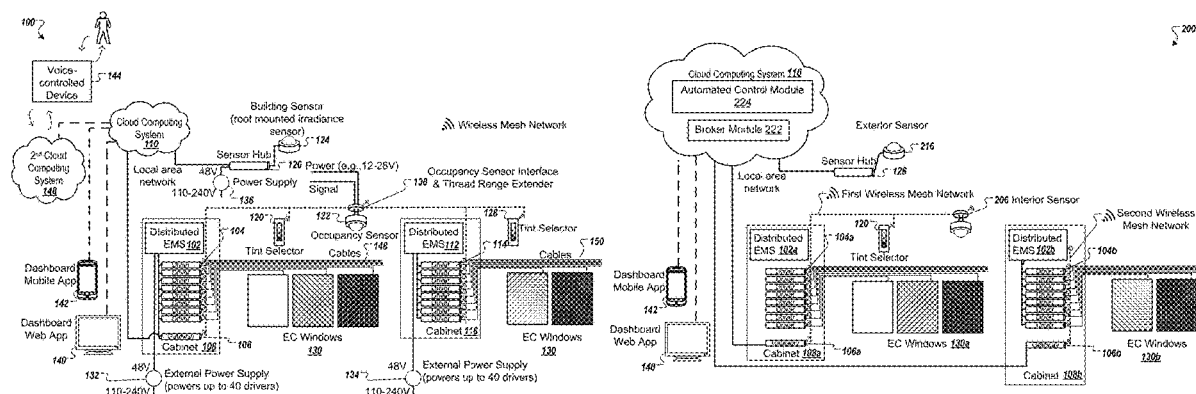 100
Voice-
controlled
Device
144
Cloud Computing
System
110
2nd Cloud
Computing
System 148
Building Sensor
(root mounted irradiance
sensor)
124
Sensor Hub
126
48V
Local area
network
110-240V
Power Supply
136
Power (e.g., 12-28V)
Signal
Wireless Mesh Network
Occupancy Sensor Interface
& Thread Range
Extender
138
122
Occupancy Sensor
120
Tint Selector
128
Tint Selector
Distributed
EMS 102
104
146
Cables
Distributed
EMS 112
114
150
Cables
Dashboard
Mobile App
142
Dashboard
Web App
140
106
Cabinet 108
EC Windows
130
Cabinet 116
EC Windows
130
48V
132
110-240V
External Power Supply
(powers up to 40 drivers)
48V
134
110-240V
External Power Supply
(powers up to 40 drivers)
200
Cloud Computing System 110
Automated Control Module
224
Broker Module 222
Exterior Sensor
216
Sensor Hub
126
Local area
network
First Wireless Mesh Network
206 Interior Sensor
Second Wireless
Mesh Network
120
Tint Selector
Distributed
EMS 102a
104a
Distributed
EMS 102b
104b
Dashboard
Mobile App
142
Dashboard
Web App
140
106a
Cabinet 108a
EC Windows 130a
106b
Cabinet 108b
EC Windows
130b